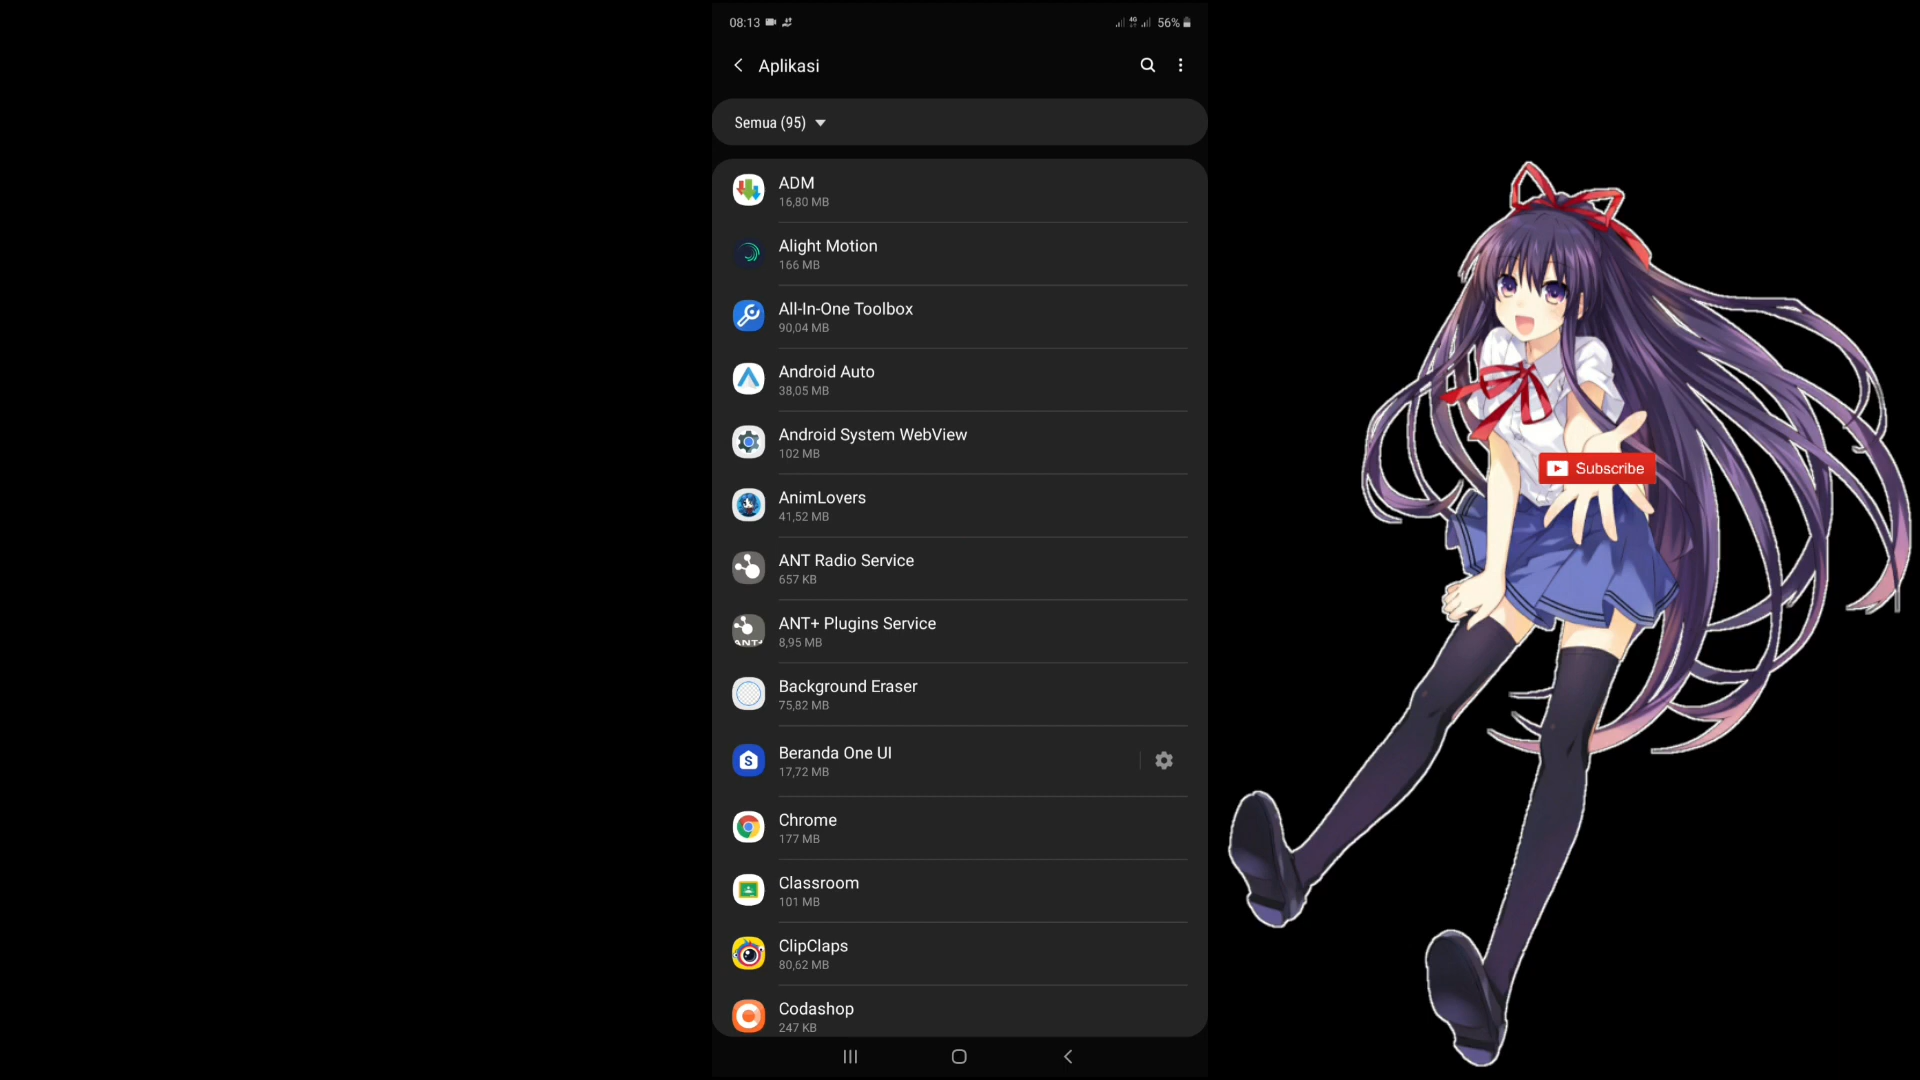 08:13
4G
56%
Aplikasi
Semua (95)
ADM
16,80 MB
Alight Motion
166 MB
All-In-One Toolbox
90,04 MB
Android Auto
38,05 MB
Android System WebView
102 MB
AnimLovers
41,52 MB
ANT Radio Service
657 KB
ANT+ Plugins Service
8,95 MB
ANT+
Background Eraser
75,82 MB
Beranda One UI
17,72 MB
S
Chrome
177 MB
Classroom
101 MB
ClipClaps
80,62 MB
Codashop
247 KB
Subscribe